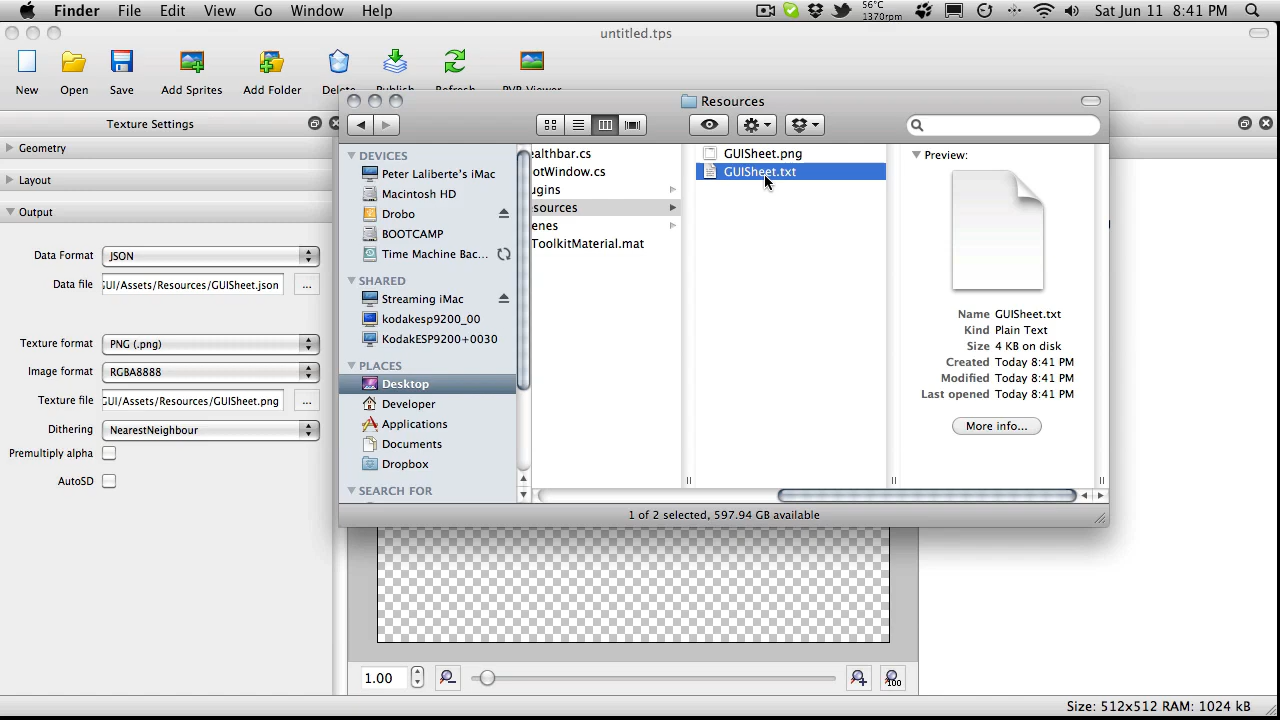 Finder File Edit View Go Window Help 56°C 1370rpm Sat Jun 11 8:41 PM
untitled.tps
New Open Save Add Sprites Add Folder Delete Publish Refresh PVR Viewer
Texture Settings
Geometry
Layout
Output
Data Format JSON
Data file GUI/Assets/Resources/GUISheet.json ...
Texture format PNG (.png)
Image format RGBA8888
Texture file GUI/Assets/Resources/GUISheet.png ...
Dithering NearestNeighbour
Premultiply alpha
AutoSD
Resources
DEVICES
Peter Laliberte's iMac
Macintosh HD
Drobo
BOOTCAMP
Time Machine Bac...
SHARED
Streaming iMac
kodakesp9200_00
KodakESP9200+0030
PLACES
Desktop
Developer
Applications
Documents
Dropbox
SEARCH FOR
ealthbar.cs
otWindow.cs
ugins
sources
enes
ToolkitMaterial.mat
GUISheet.png
GUISheet.txt
Preview:
Name GUISheet.txt
Kind Plain Text
Size 4 KB on disk
Created Today 8:41 PM
Modified Today 8:41 PM
Last opened Today 8:41 PM
More info...
1 of 2 selected, 597.94 GB available
1.00
100
Size: 512x512 RAM: 1024 kB